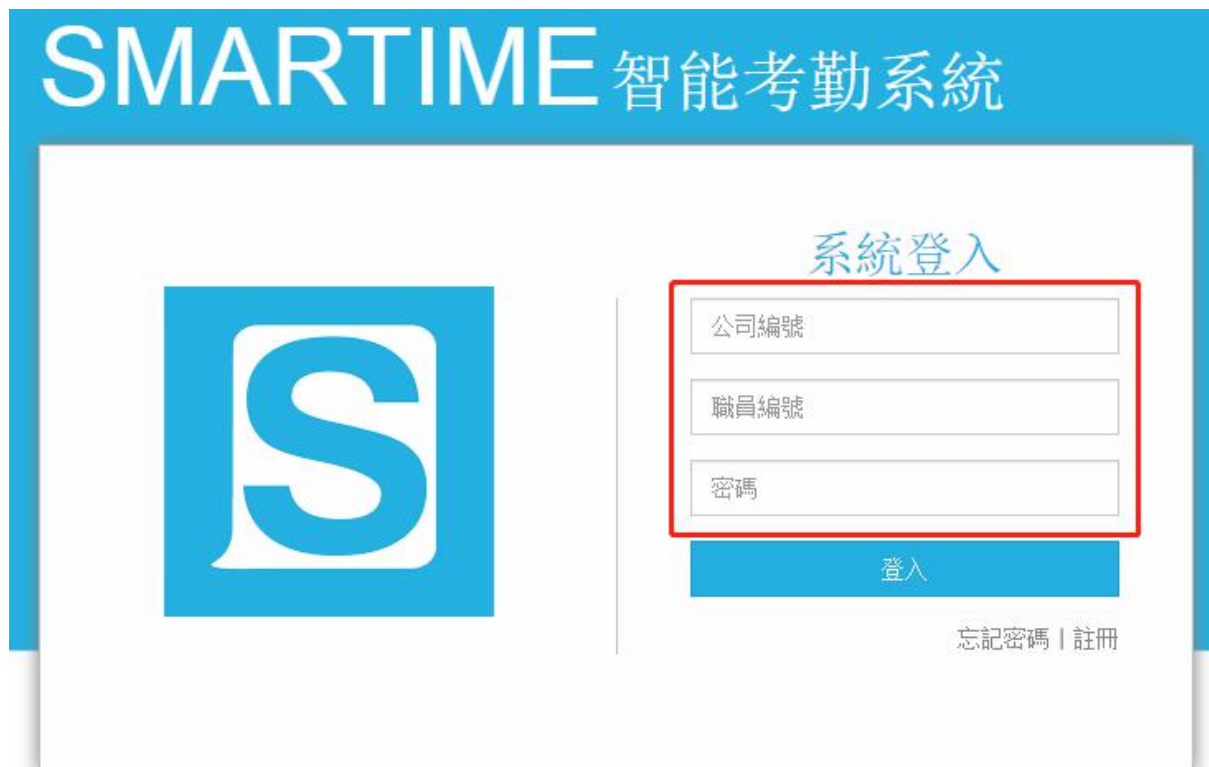 SMARTIME 智能考勤系統
系統登入
S
公司編號
職員編號
密碼
登入
忘記密碼 | 註冊